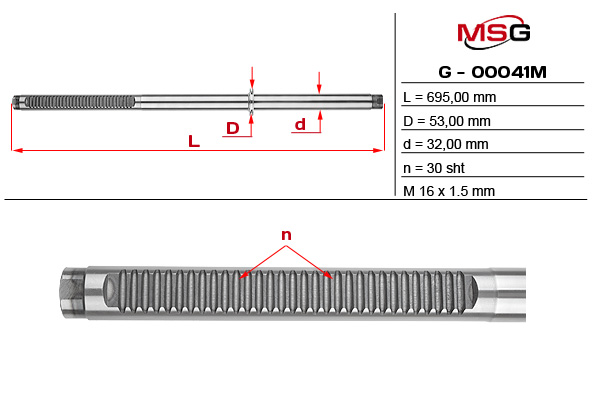 MSG
G - 00041M
L = 695,00 mm
D = 53,00 mm
d = 32,00 mm
n = 30 sht
M 16 x 1.5 mm
D
d
L
n